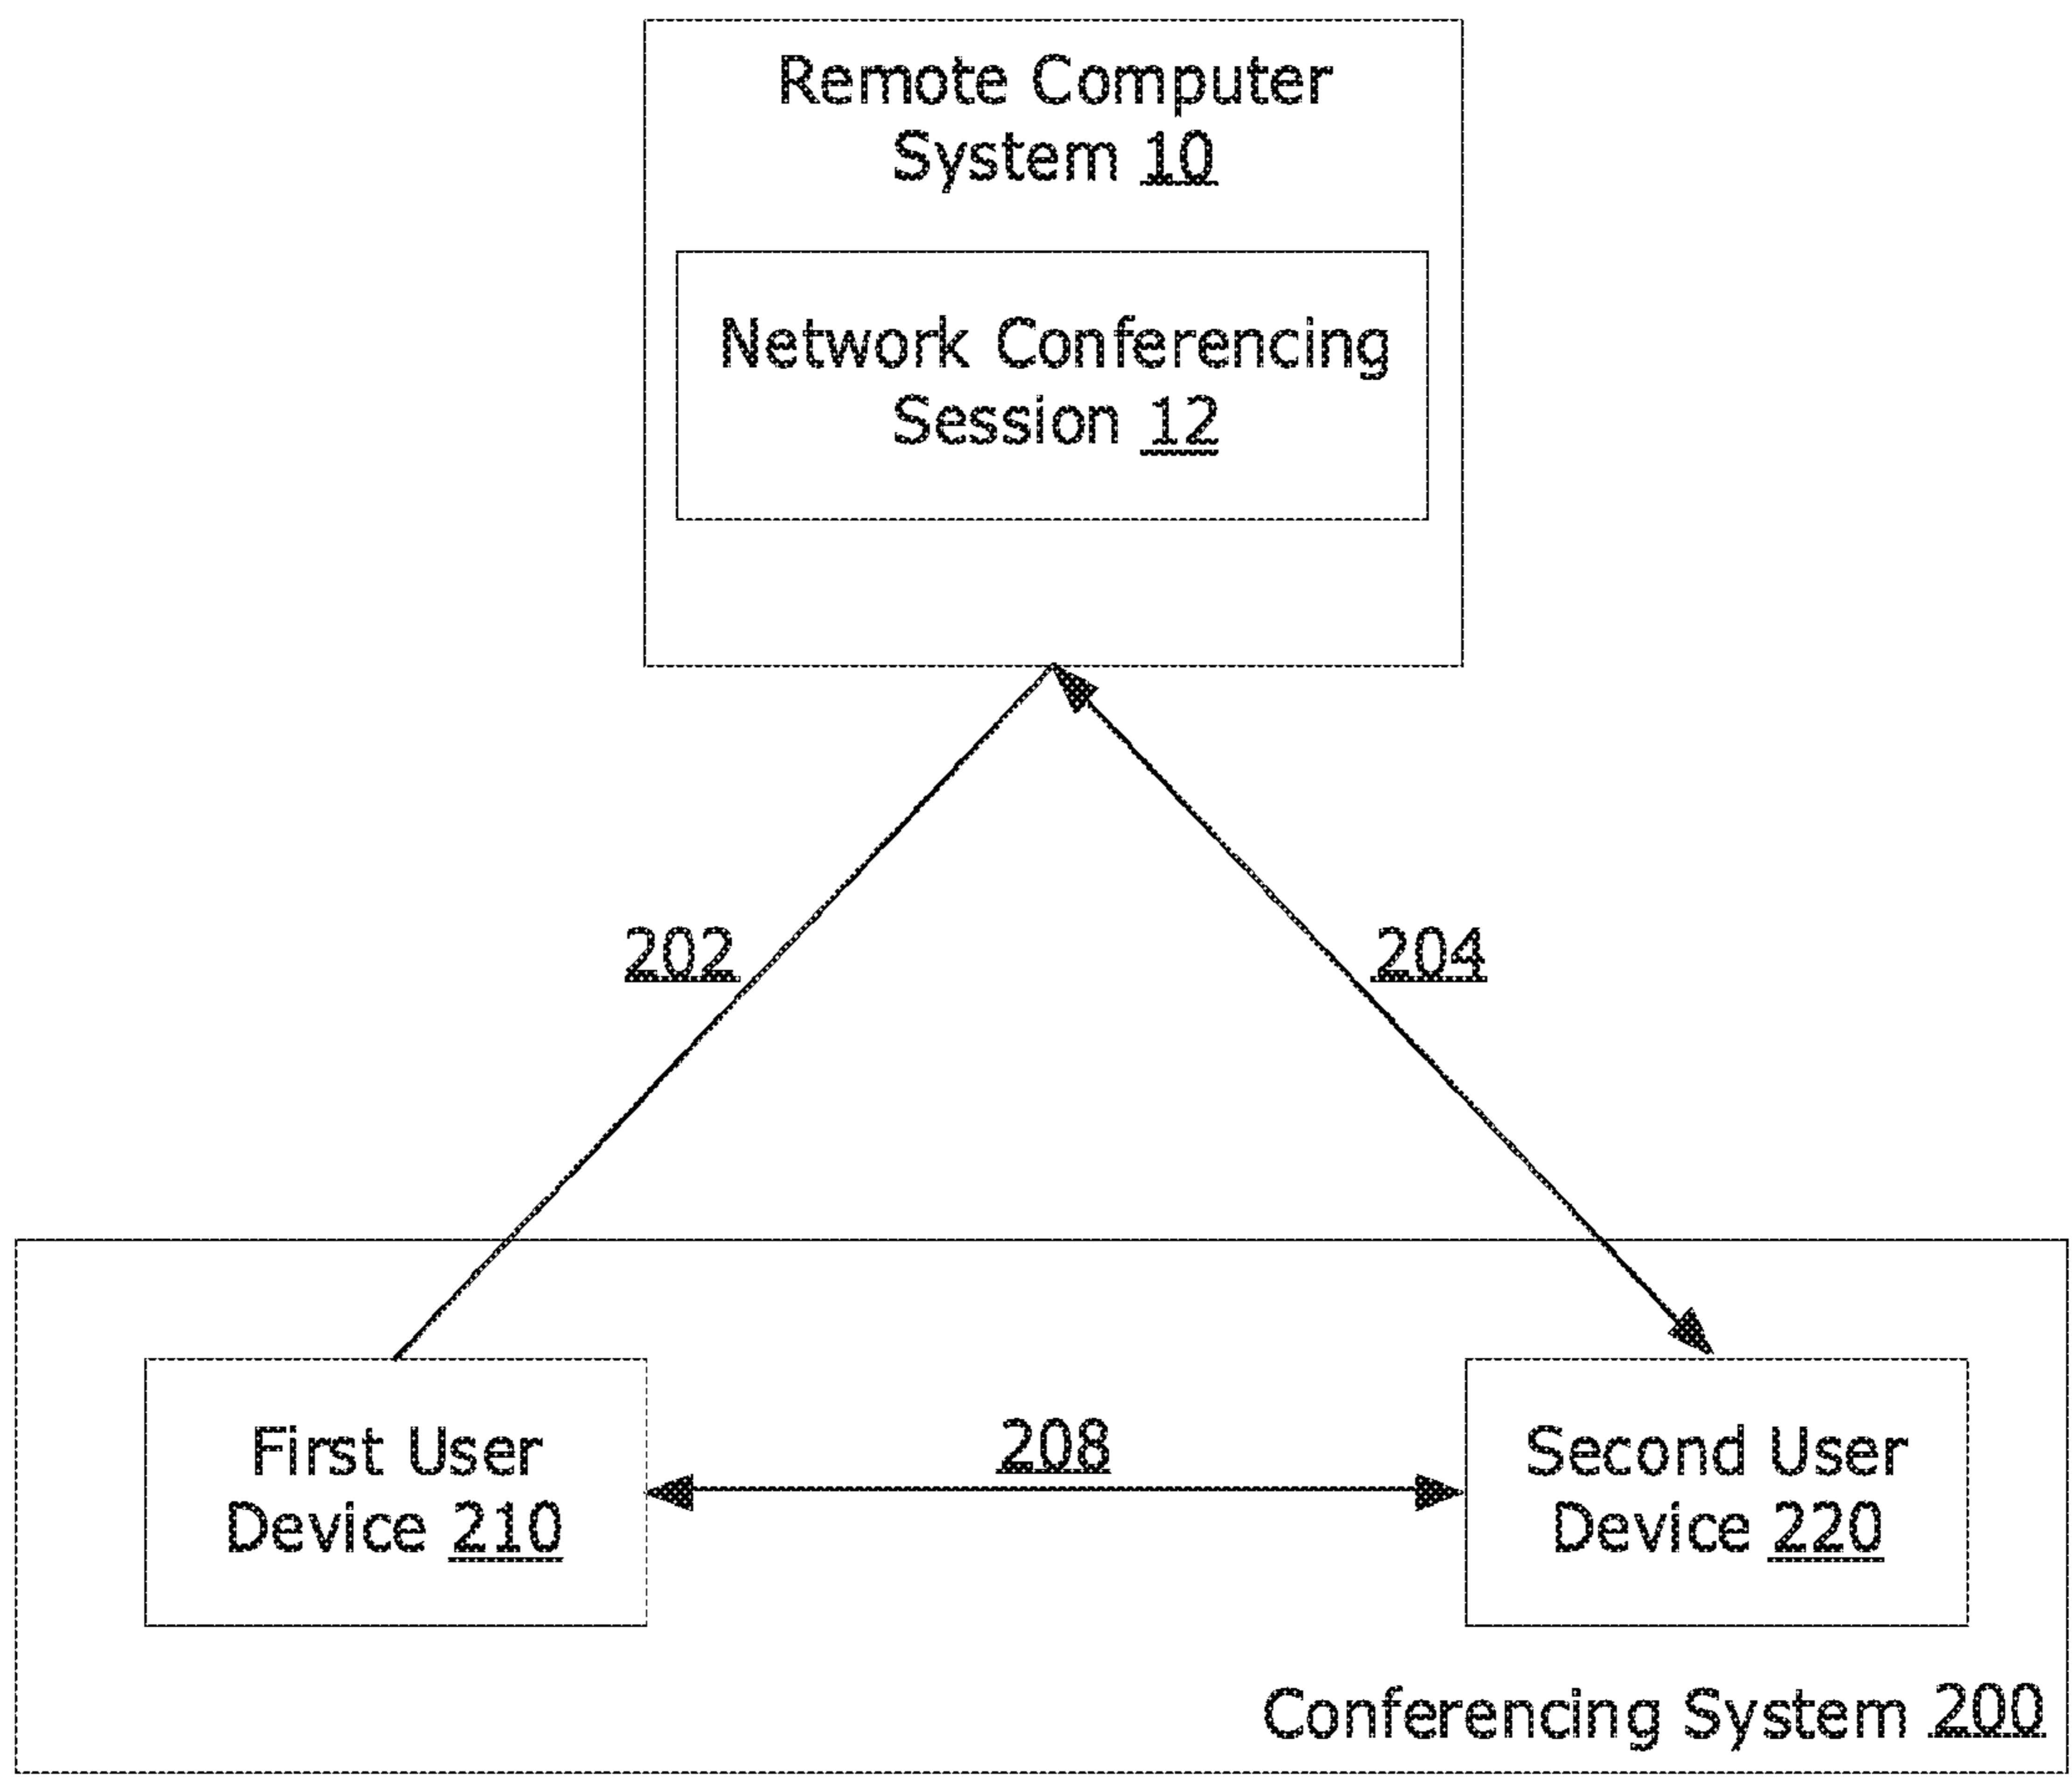 Remote Computer
System 10
Network Conferencing
Session 12
202
204
First User
Device 210
208
Second User
Device 220
Conferencing System 200